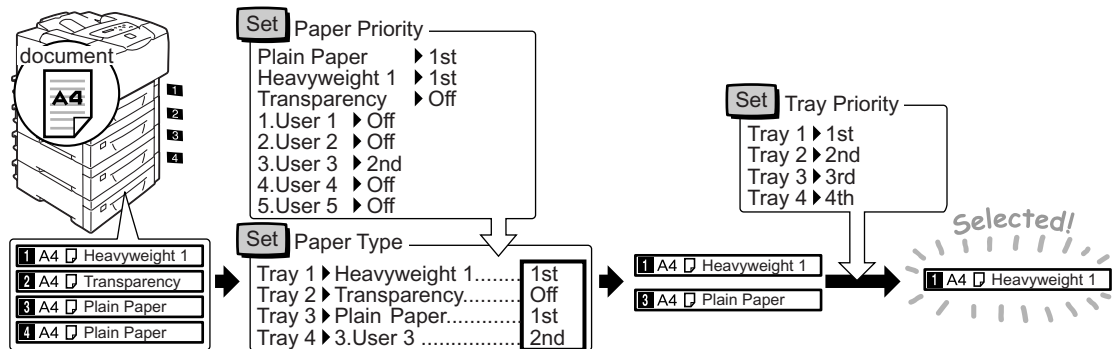 document
A4
1
2
3
4
1 A4 Heavyweight 1
2 A4 Transparency
3 A4 Plain Paper
4 A4 Plain Paper
Set Paper Priority
Plain Paper 1st
Heavyweight 1 1st
Transparency Off
1.User 1 Off
2.User 2 Off
3.User 3 2nd
4.User 4 Off
5.User 5 Off
Set Paper Type
Tray 1 Heavyweight 1........ 1st
Tray 2 Transparency.......... Off
Tray 3 Plain Paper............. 1st
Tray 4 3.User 3 .................. 2nd
1 A4 Heavyweight 1
3 A4 Plain Paper
Set Tray Priority
Tray 1 1st
Tray 2 2nd
Tray 3 3rd
Tray 4 4th
Selected!
1 A4 Heavyweight 1